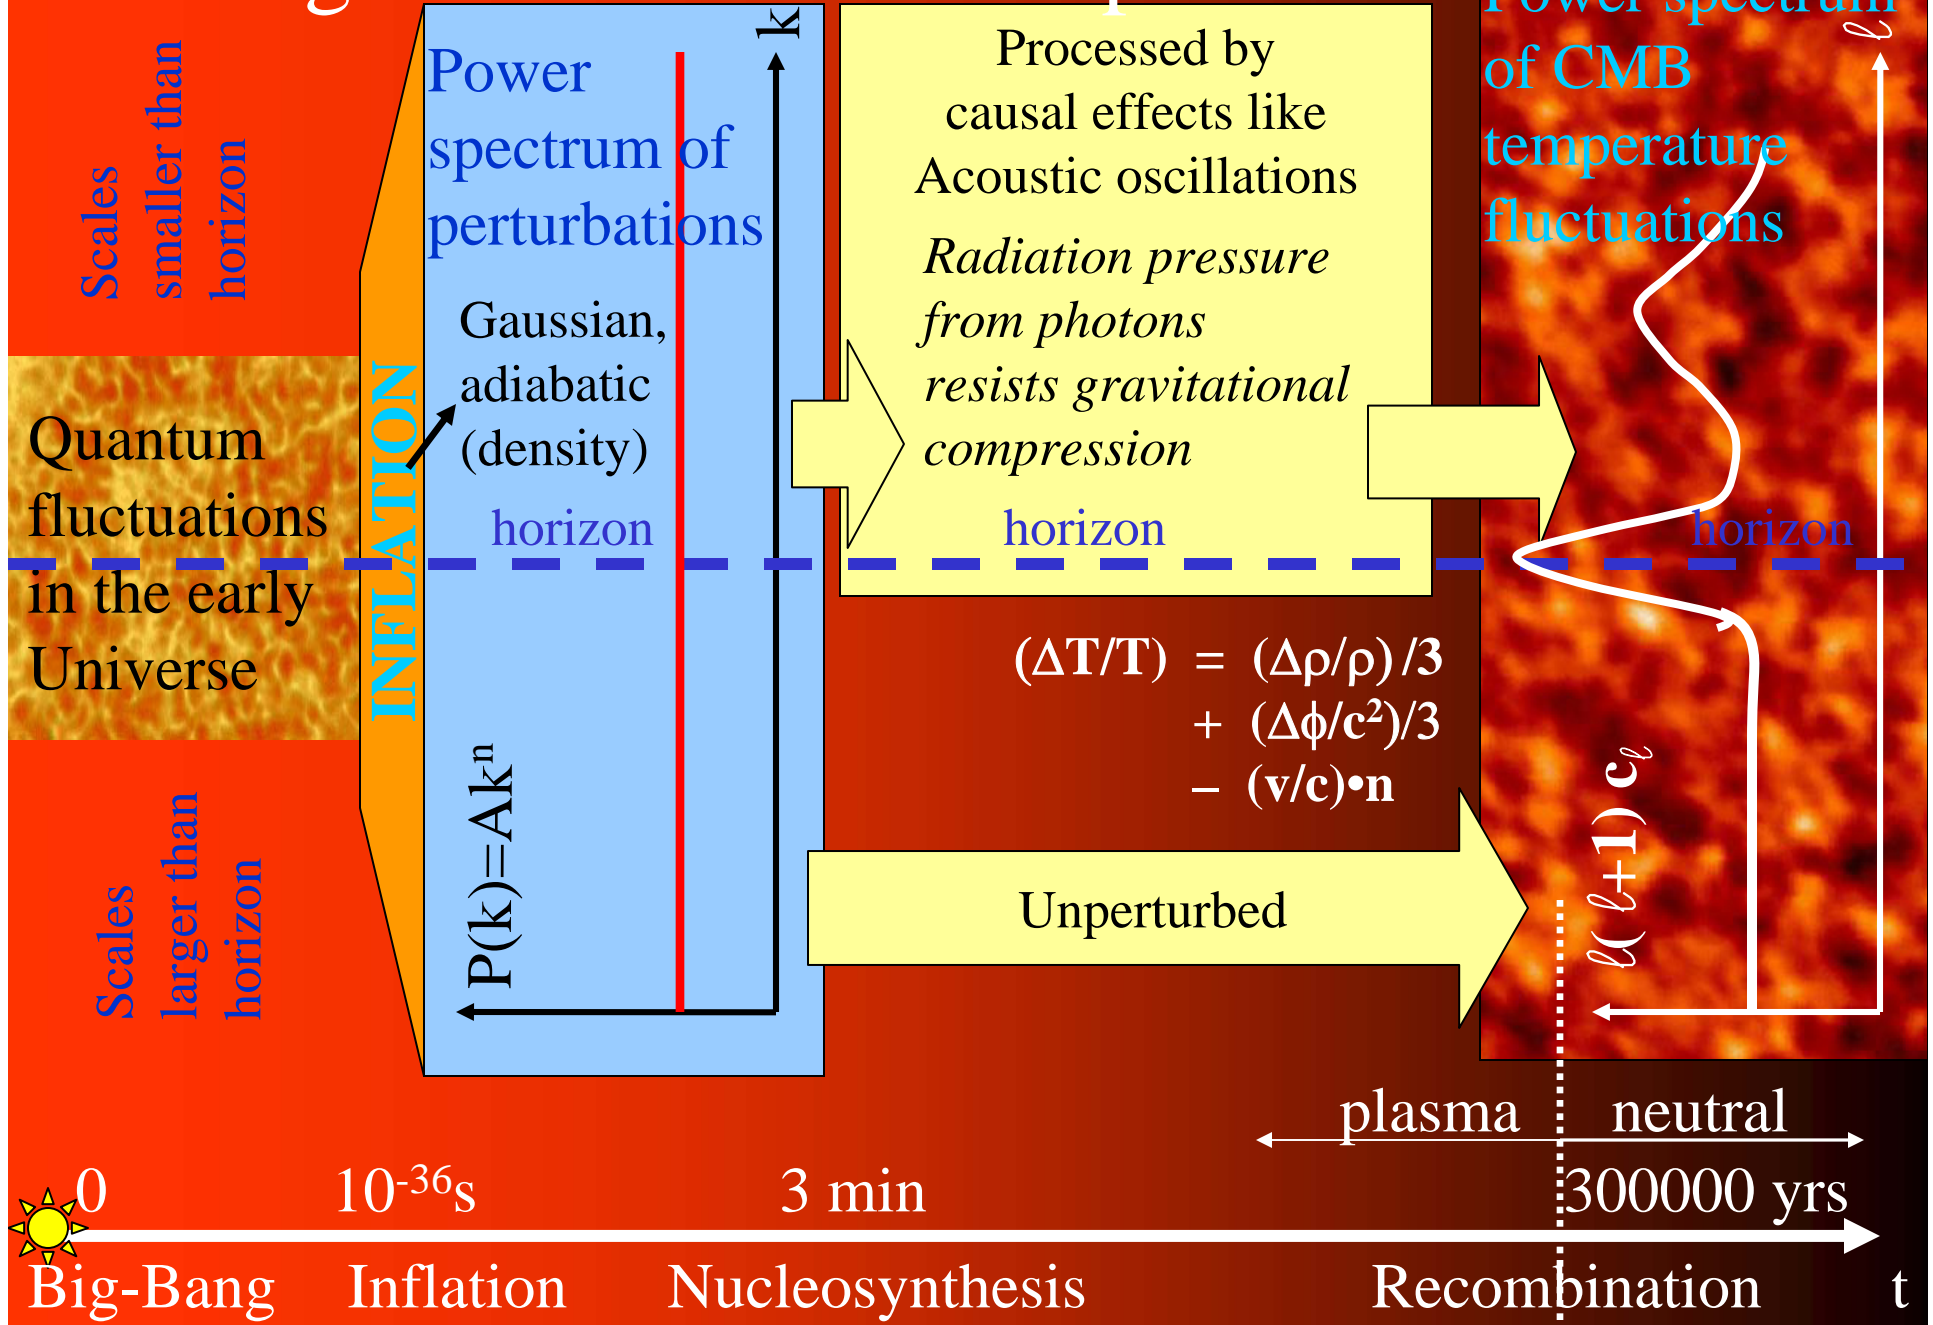 Scales
smaller than
horizon
Quantum
fluctuations
in the early
Universe
Scales
larger than
horizon
INFLATION
Power
spectrum of
perturbations
k
Gaussian,
adiabatic
(density)
horizon
P(k)=Akⁿ
Processed by
causal effects like
Acoustic oscillations
Radiation pressure
from photons
resists gravitational
compression
horizon
(ΔT/T) = (Δρ/ρ)/3
+ (Δϕ/c²)/3
− (v/c)•n
Unperturbed
Power spectrum
of CMB
temperature
fluctuations
ℓ
horizon
ℓ(ℓ+1) cℓ
plasma neutral
0 10⁻³⁶s 3 min 300000 yrs
Big-Bang Inflation Nucleosynthesis Recombination t